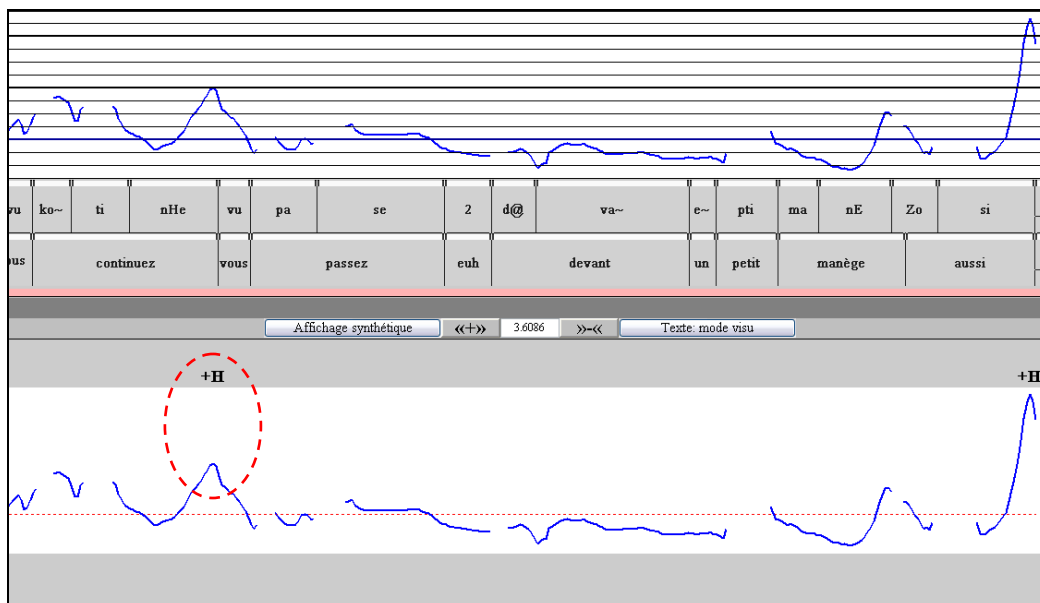 vu ko~ ti nHe vu pa se 2 d@ va~ e~ pti ma nE Zo si
ous continuez vous passez euh devant un petit manège aussi
Affichage synthétique «+» 3.6086 »-« Texte: mode visu
+H +H